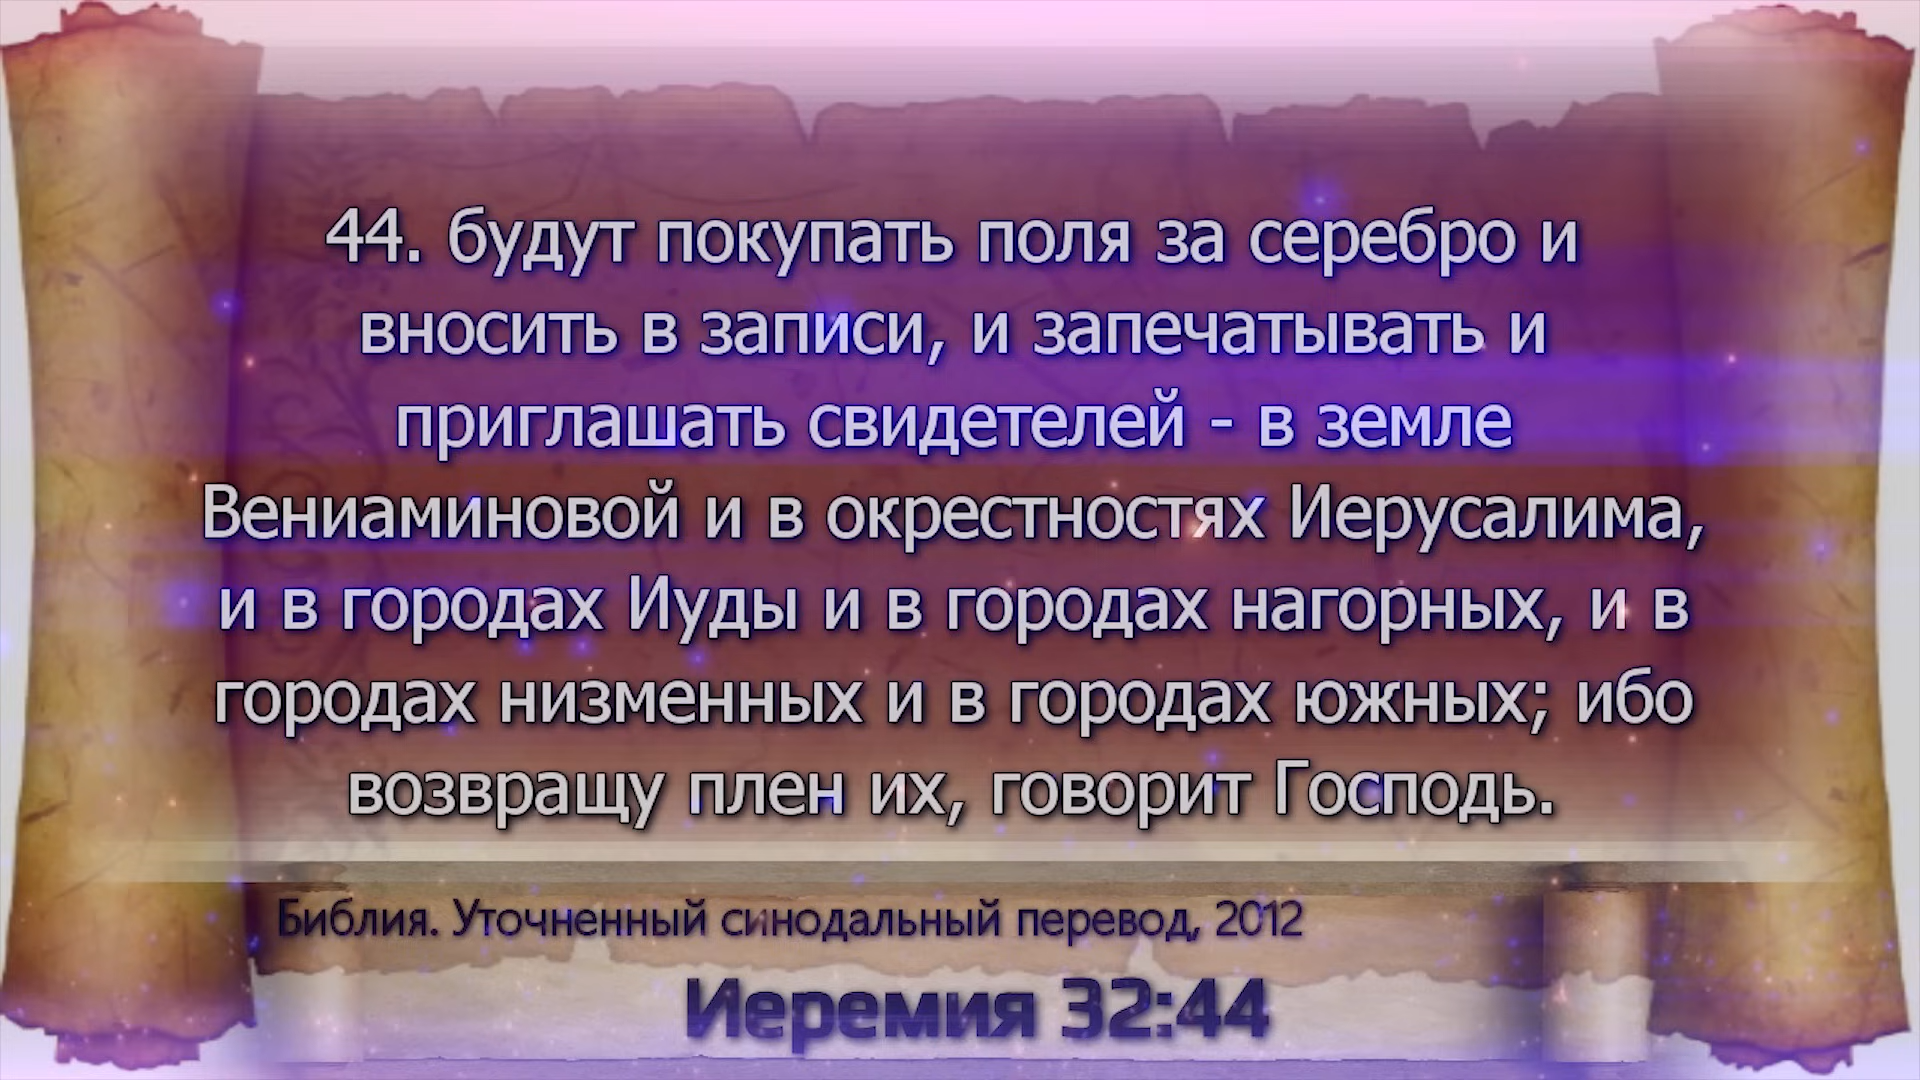 44. будут покупать поля за серебро и
вносить в записи, и запечатывать и
приглашать свидетелей - в земле
Вениаминовой и в окрестностях Иерусалима,
и в городах Иуды и в городах нагорных, и в
городах низменных и в городах южных; ибо
возвращу плен их, говорит Господь.
Библия. Уточненный синодальный перевод, 2012
Иеремия 32:44